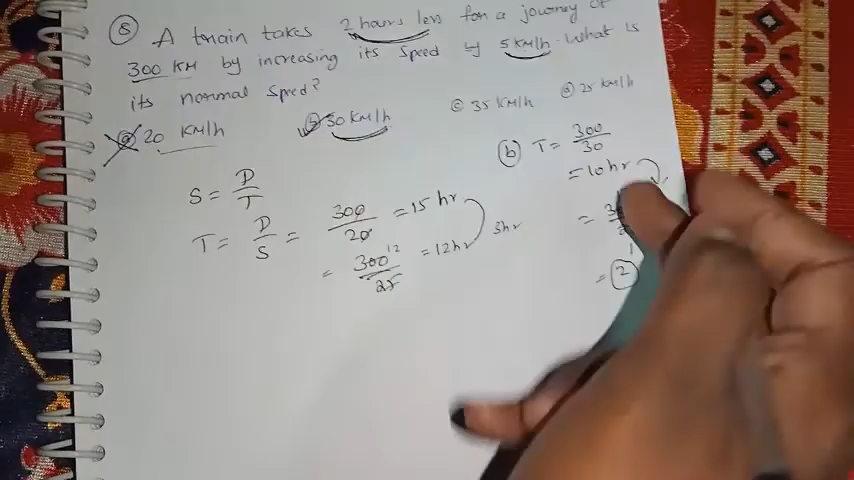 ⑧ A train takes 2 hours less for a journey of
300 KM by increasing its speed by 5 KM/h. What is
its normal speed?
ⓐ 20 KM/h ⓑ 30 KM/h ⓒ 35 KM/h ⓓ 25 KM/h
S = D/T
T = D/S = 300/20 = 15 hr
= 300/25 12 = 12 hr
3hr
ⓑ T = 300/30
= 10 hr
=
= 2